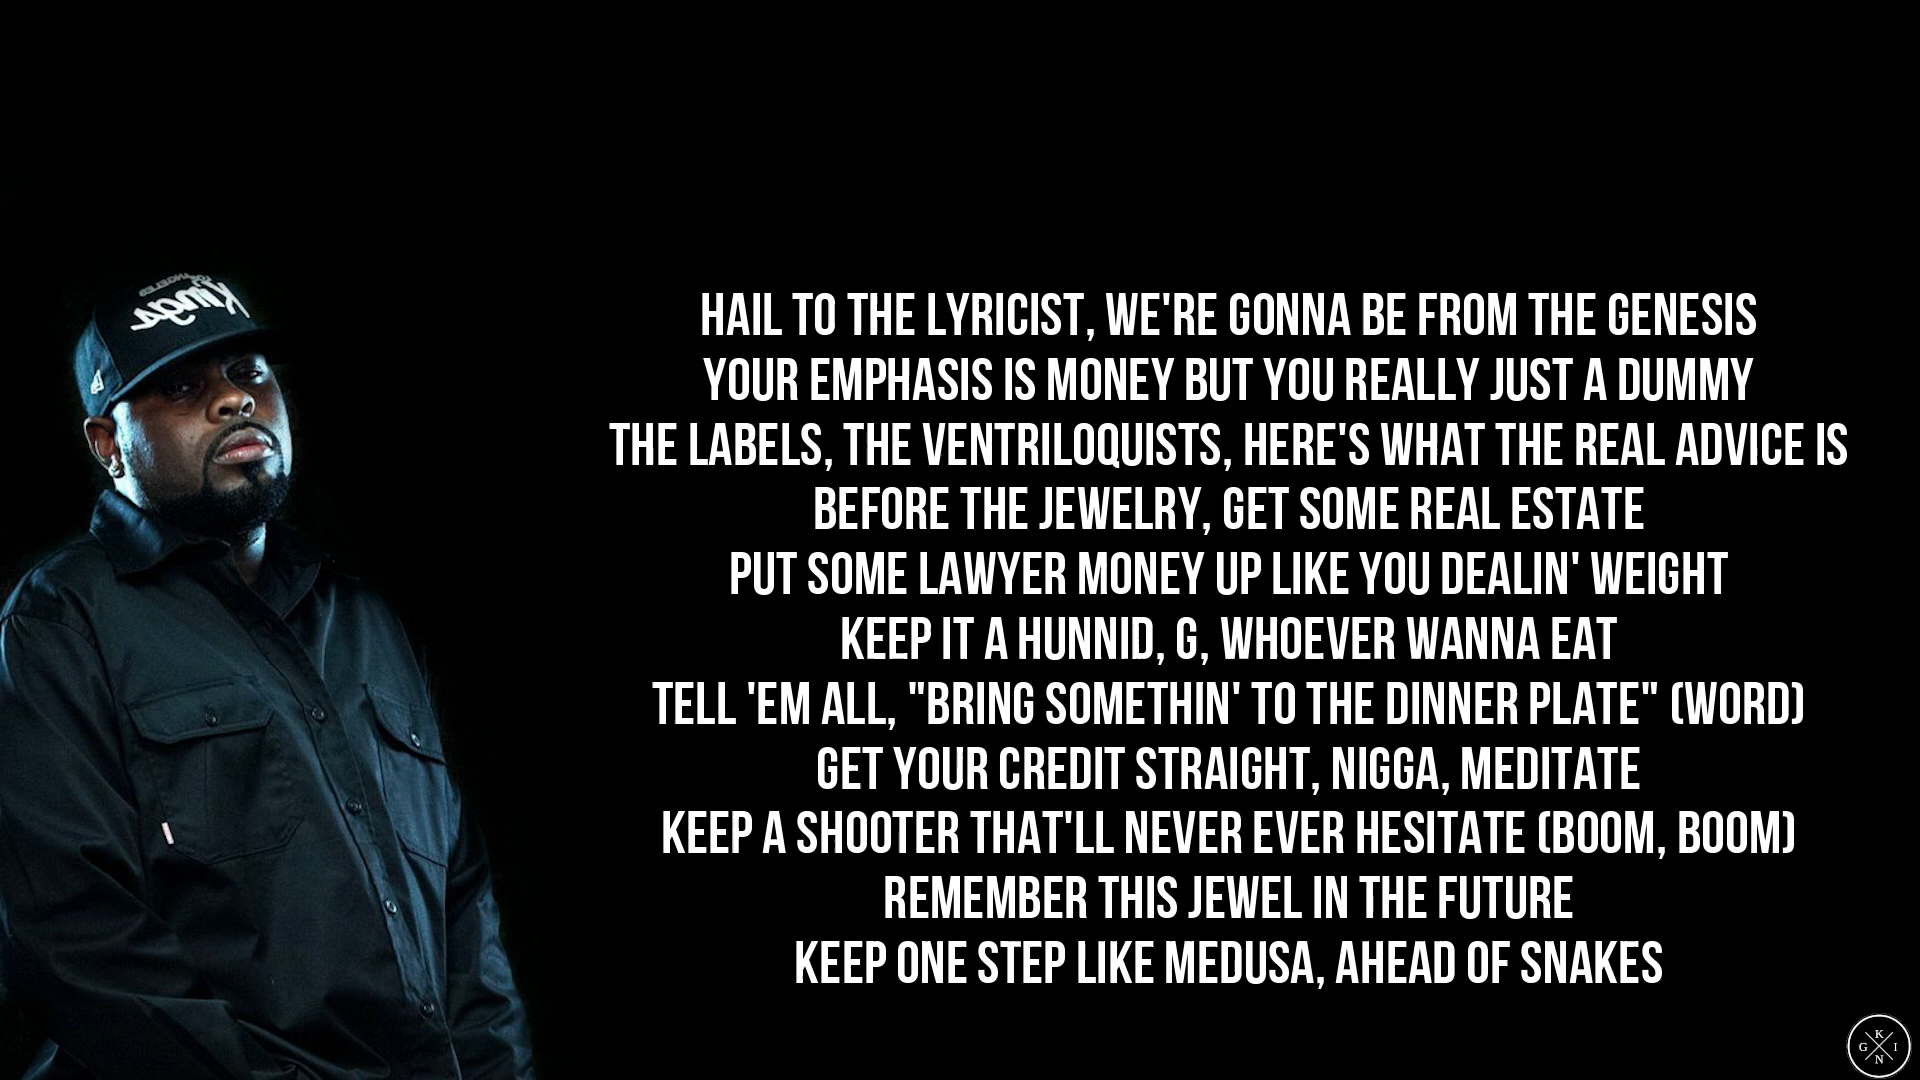 LOS ANGELES
Kings
HAIL TO THE LYRICIST, WE'RE GONNA BE FROM THE GENESIS
YOUR EMPHASIS IS MONEY BUT YOU REALLY JUST A DUMMY
THE LABELS, THE VENTRILOQUISTS, HERE'S WHAT THE REAL ADVICE IS
BEFORE THE JEWELRY, GET SOME REAL ESTATE
PUT SOME LAWYER MONEY UP LIKE YOU DEALIN' WEIGHT
KEEP IT A HUNNID, G, WHOEVER WANNA EAT
TELL 'EM ALL, "BRING SOMETHIN' TO THE DINNER PLATE" (WORD)
GET YOUR CREDIT STRAIGHT, NIGGA, MEDITATE
KEEP A SHOOTER THAT'LL NEVER EVER HESITATE (BOOM, BOOM)
REMEMBER THIS JEWEL IN THE FUTURE
KEEP ONE STEP LIKE MEDUSA, AHEAD OF SNAKES
K
G I
N